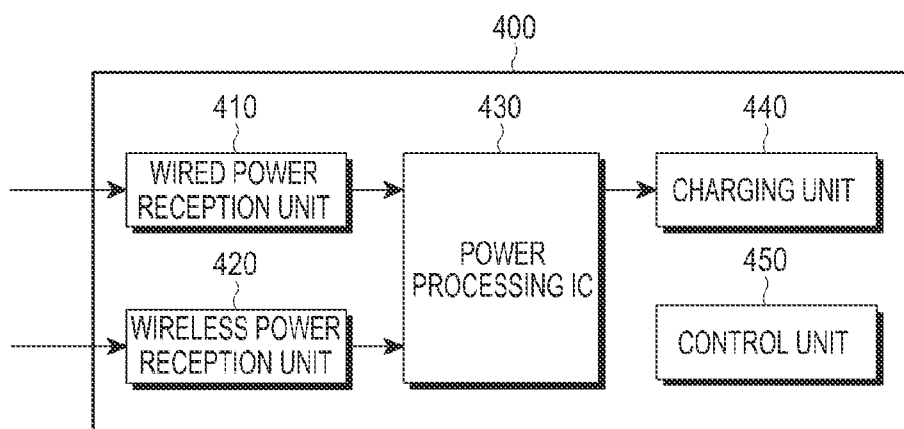 400
410
430
440
WIRED POWER
RECEPTION UNIT
CHARGING UNIT
POWER
PROCESSING IC
420
450
WIRELESS POWER
RECEPTION UNIT
CONTROL UNIT